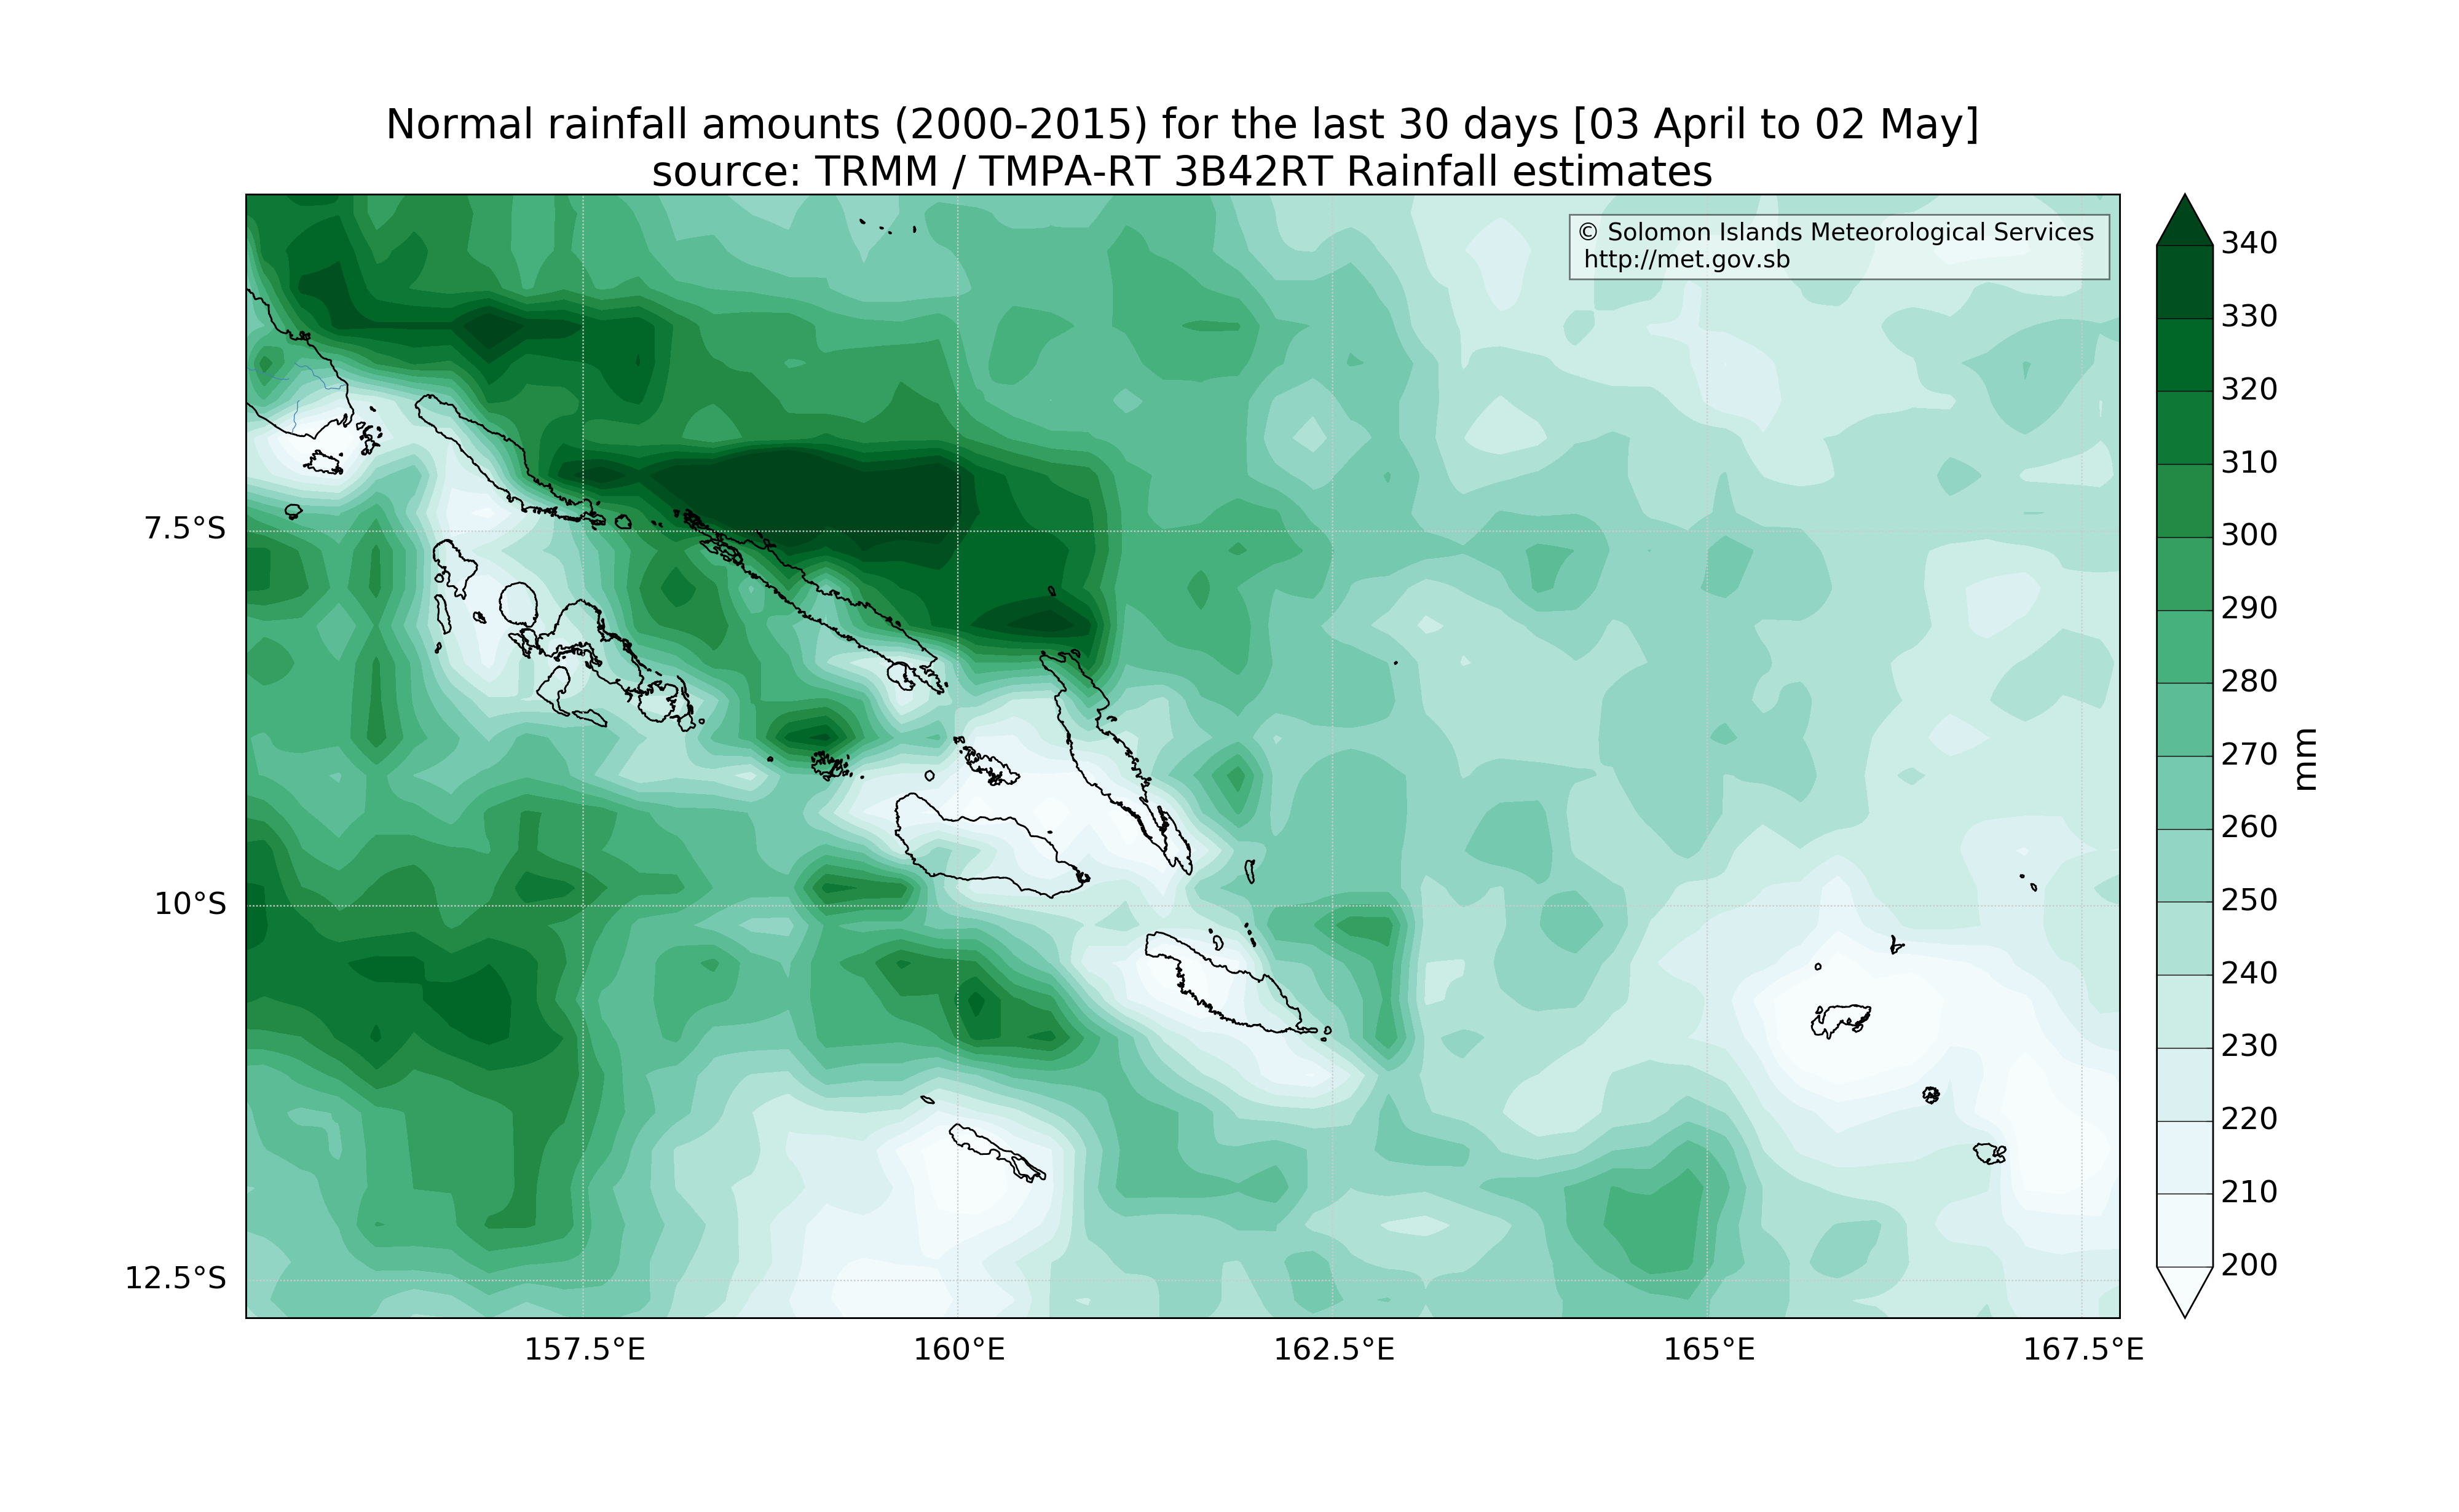 Normal rainfall amounts (2000-2015) for the last 30 days [03 April to 02 May]
source: TRMM / TMPA-RT 3B42RT Rainfall estimates
© Solomon Islands Meteorological Services
http://met.gov.sb
340
330
320
310
300
290
280
270
260
250
240
230
220
210
200
mm
7.5°S
10°S
12.5°S
157.5°E
160°E
162.5°E
165°E
167.5°E